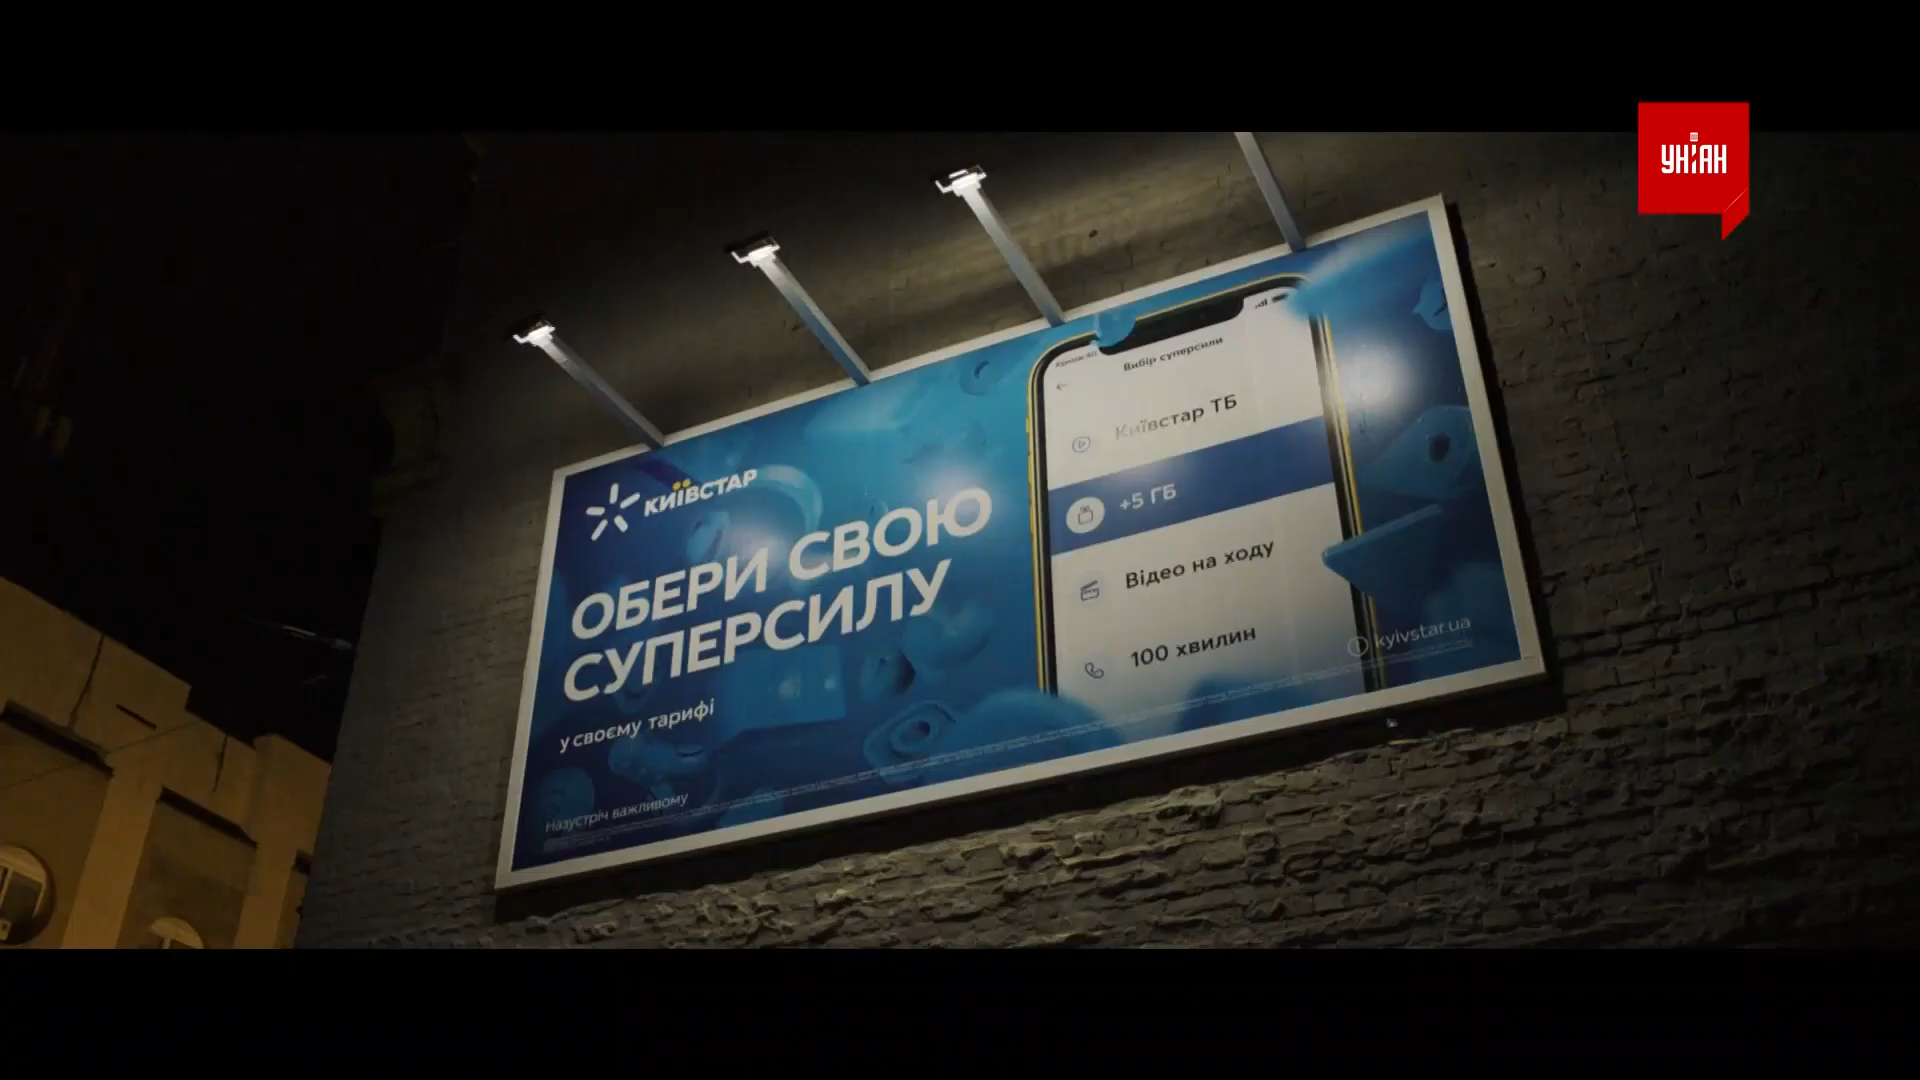 УНІАН
КИЇВСТАР
ОБЕРИ СВОЮ
СУПЕРСИЛУ
у своєму тарифі
Назустріч важливому
Вибір суперсили
Київстар ТБ
+5 ГБ
Відео на ходу
100 хвилин
kyivstar.ua